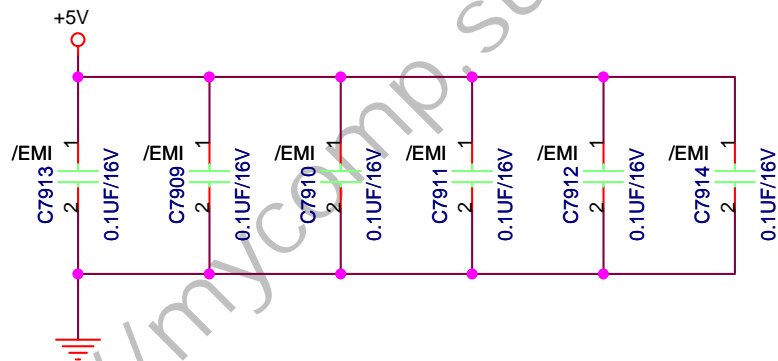 +5V
/EMI
1
2
C7913
0.1UF/16V
/EMI
1
2
C7909
0.1UF/16V
/EMI
1
2
C7910
0.1UF/16V
/EMI
1
2
C7911
0.1UF/16V
/EMI
1
2
C7912
0.1UF/16V
/EMI
1
2
C7914
0.1UF/16V
//mycomp.su